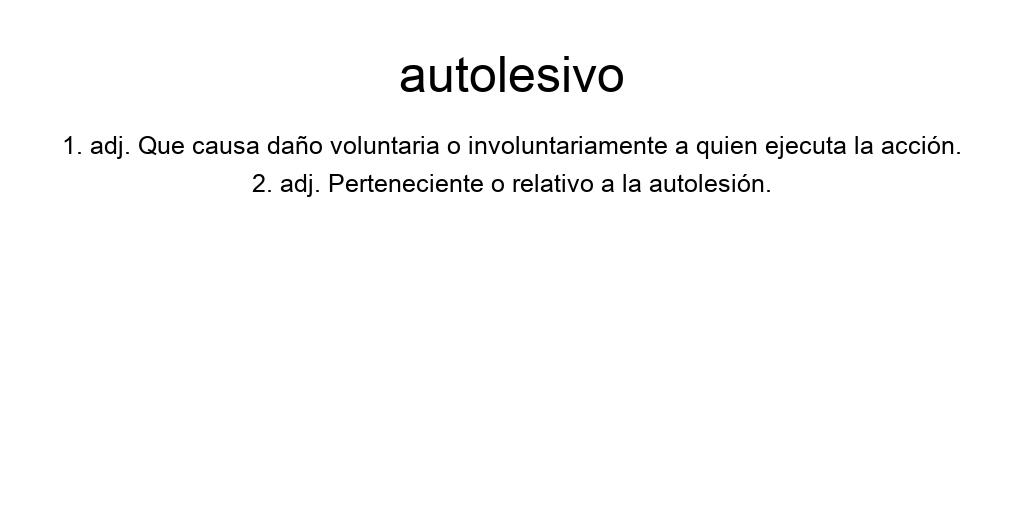 autolesivo
1. adj. Que causa daño voluntaria o involuntariamente a quien ejecuta la acción.
2. adj. Perteneciente o relativo a la autolesión.